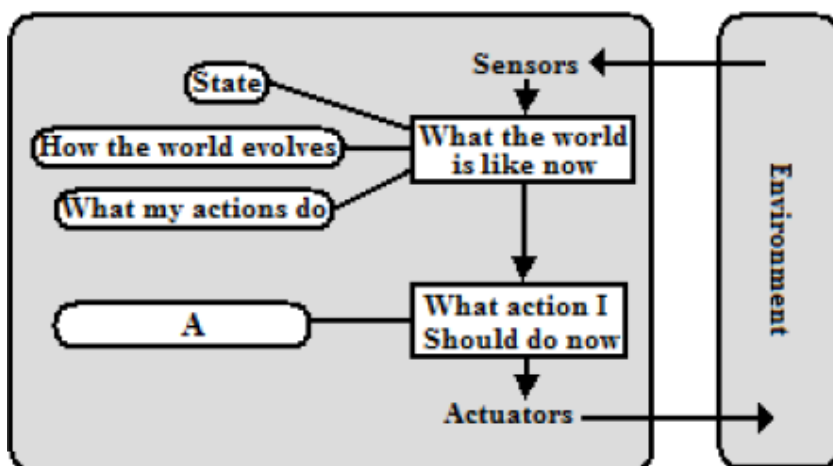 Sensors
State
What the world
is like now
How the world evolves
What my actions do
What action I
Should do now
A
Actuators
Environment